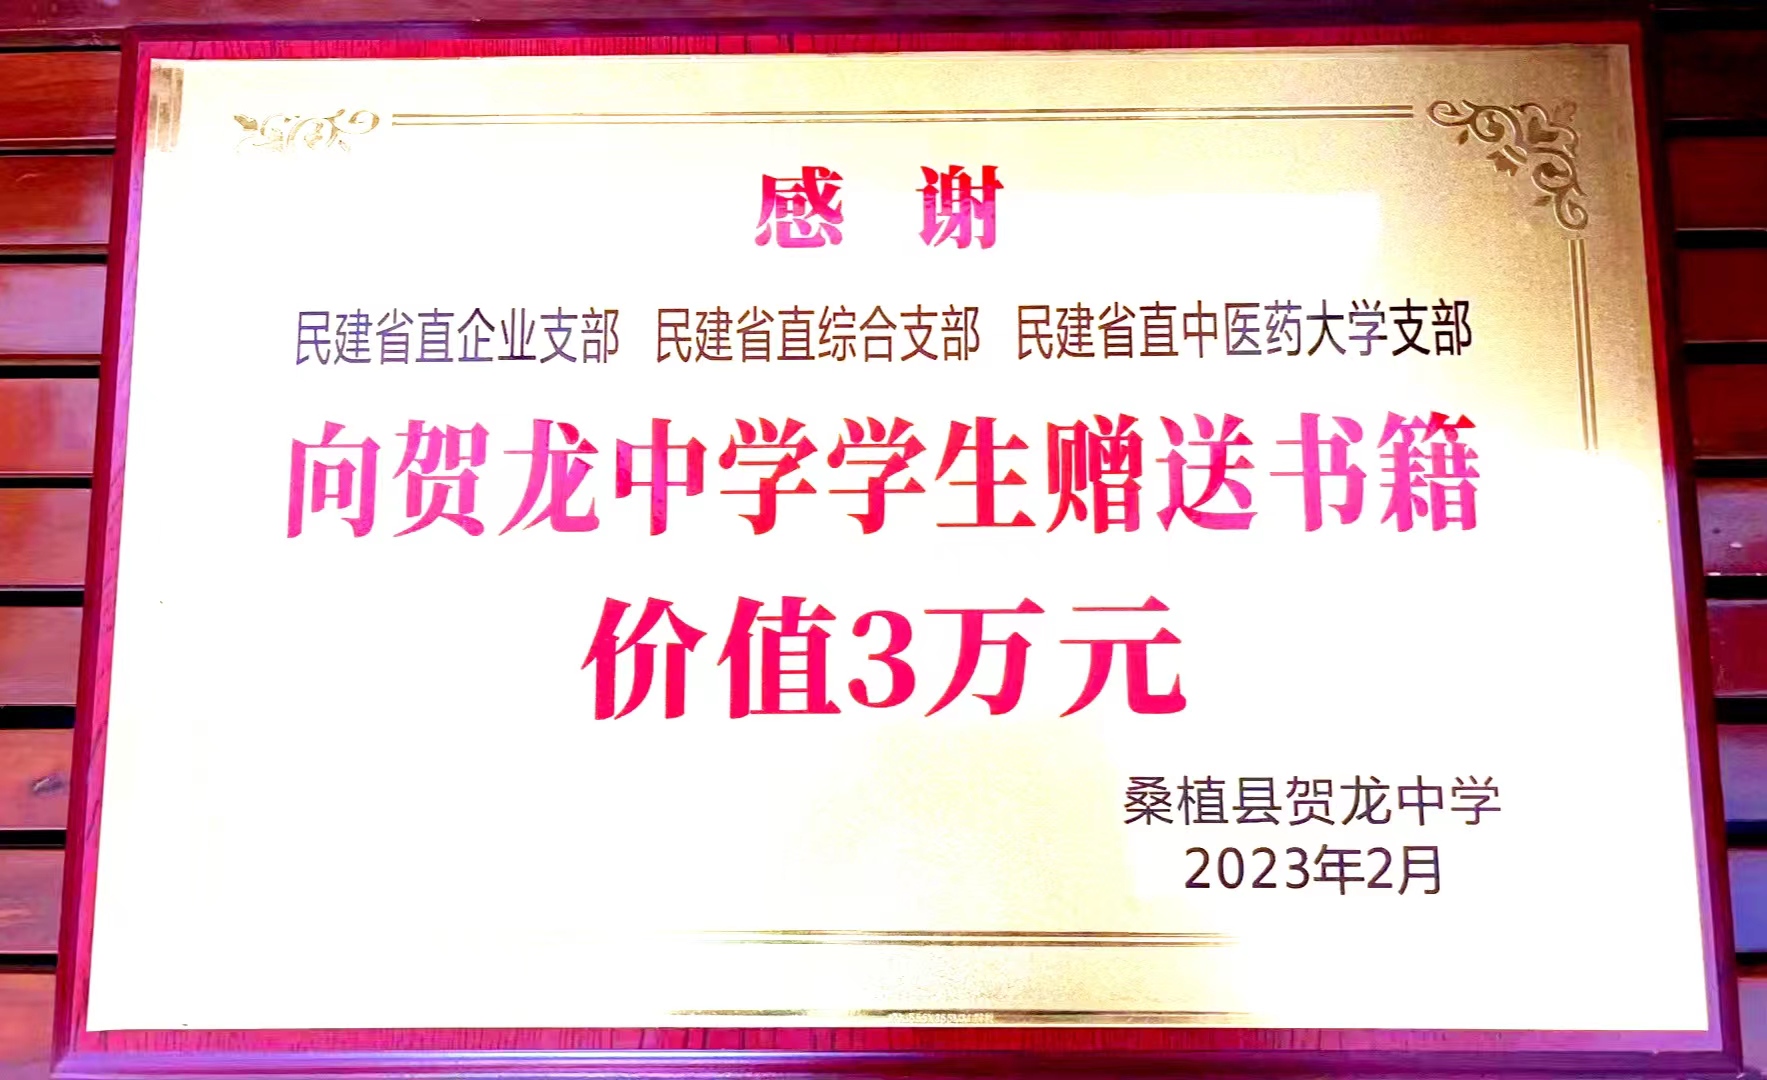 感 谢
民建省直企业支部 民建省直综合支部 民建省直中医药大学支部
向贺龙中学学生赠送书籍
价值3万元
桑植县贺龙中学
2023年2月